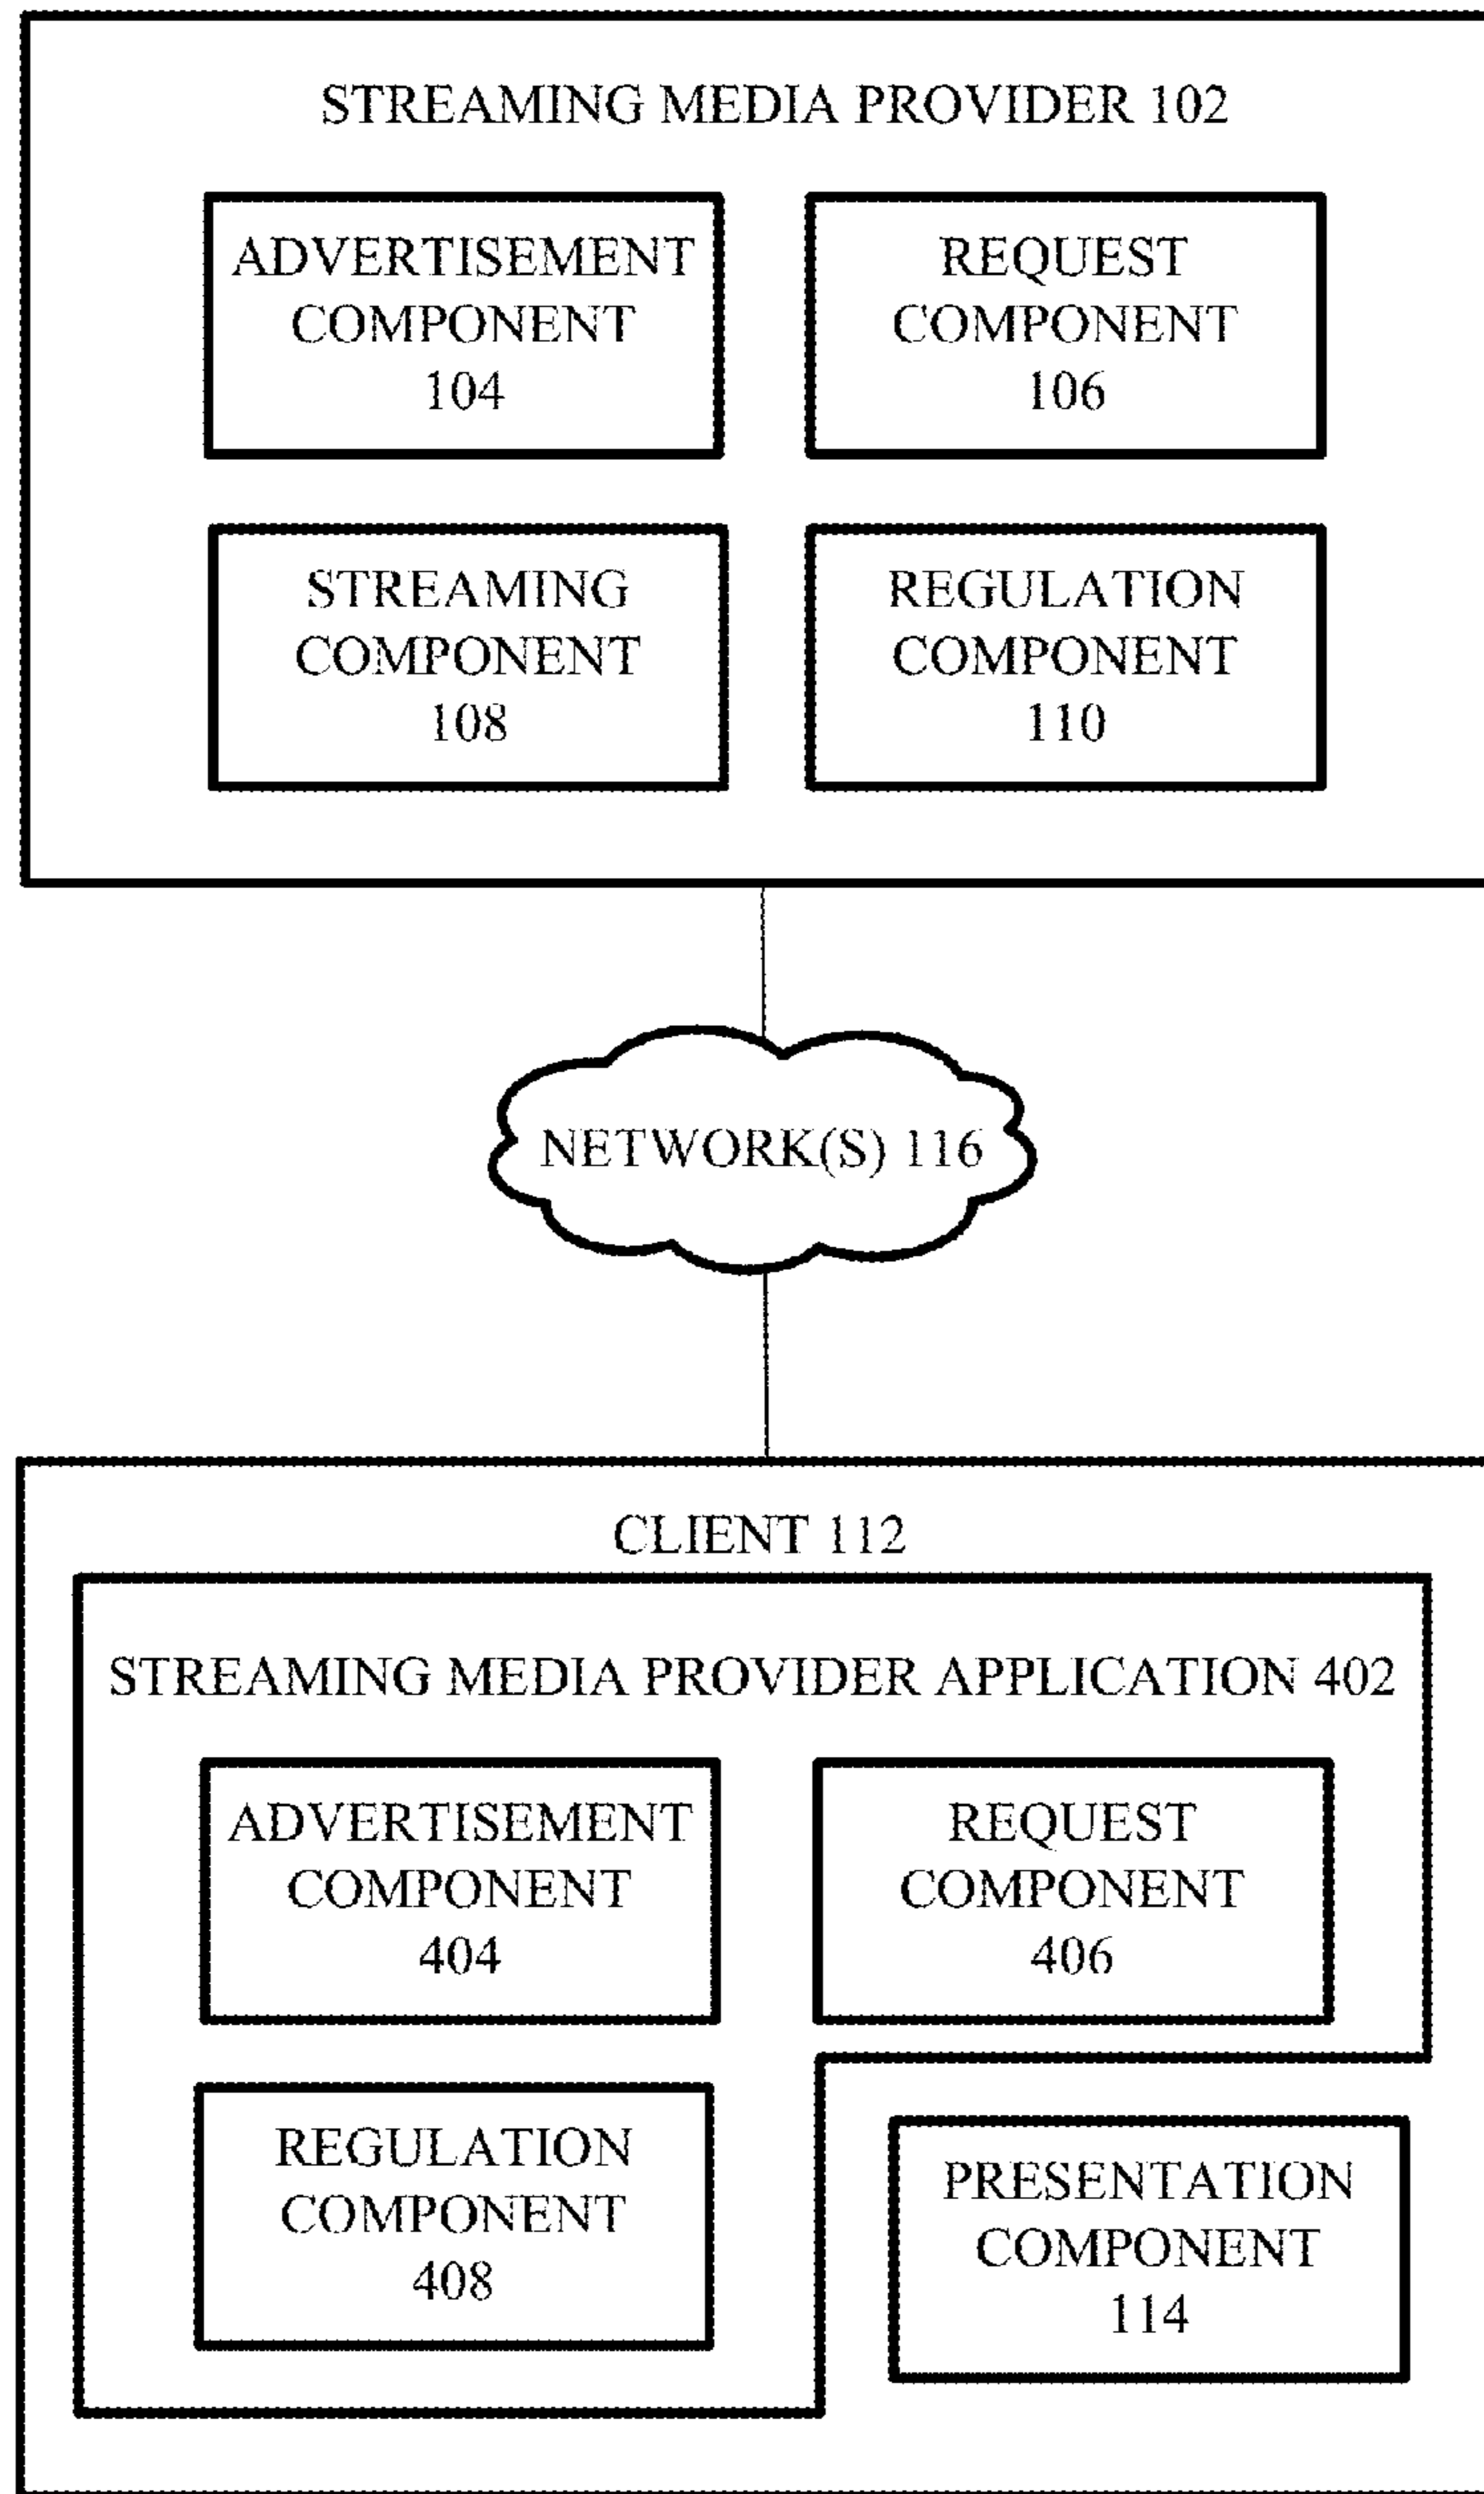 STREAMING MEDIA PROVIDER 102
ADVERTISEMENT
COMPONENT
104
REQUEST
COMPONENT
106
STREAMING
COMPONENT
108
REGULATION
COMPONENT
110
NETWORK(S) 116
CLIENT 112
STREAMING MEDIA PROVIDER APPLICATION 402
ADVERTISEMENT
COMPONENT
404
REQUEST
COMPONENT
406
REGULATION
COMPONENT
408
PRESENTATION
COMPONENT
114